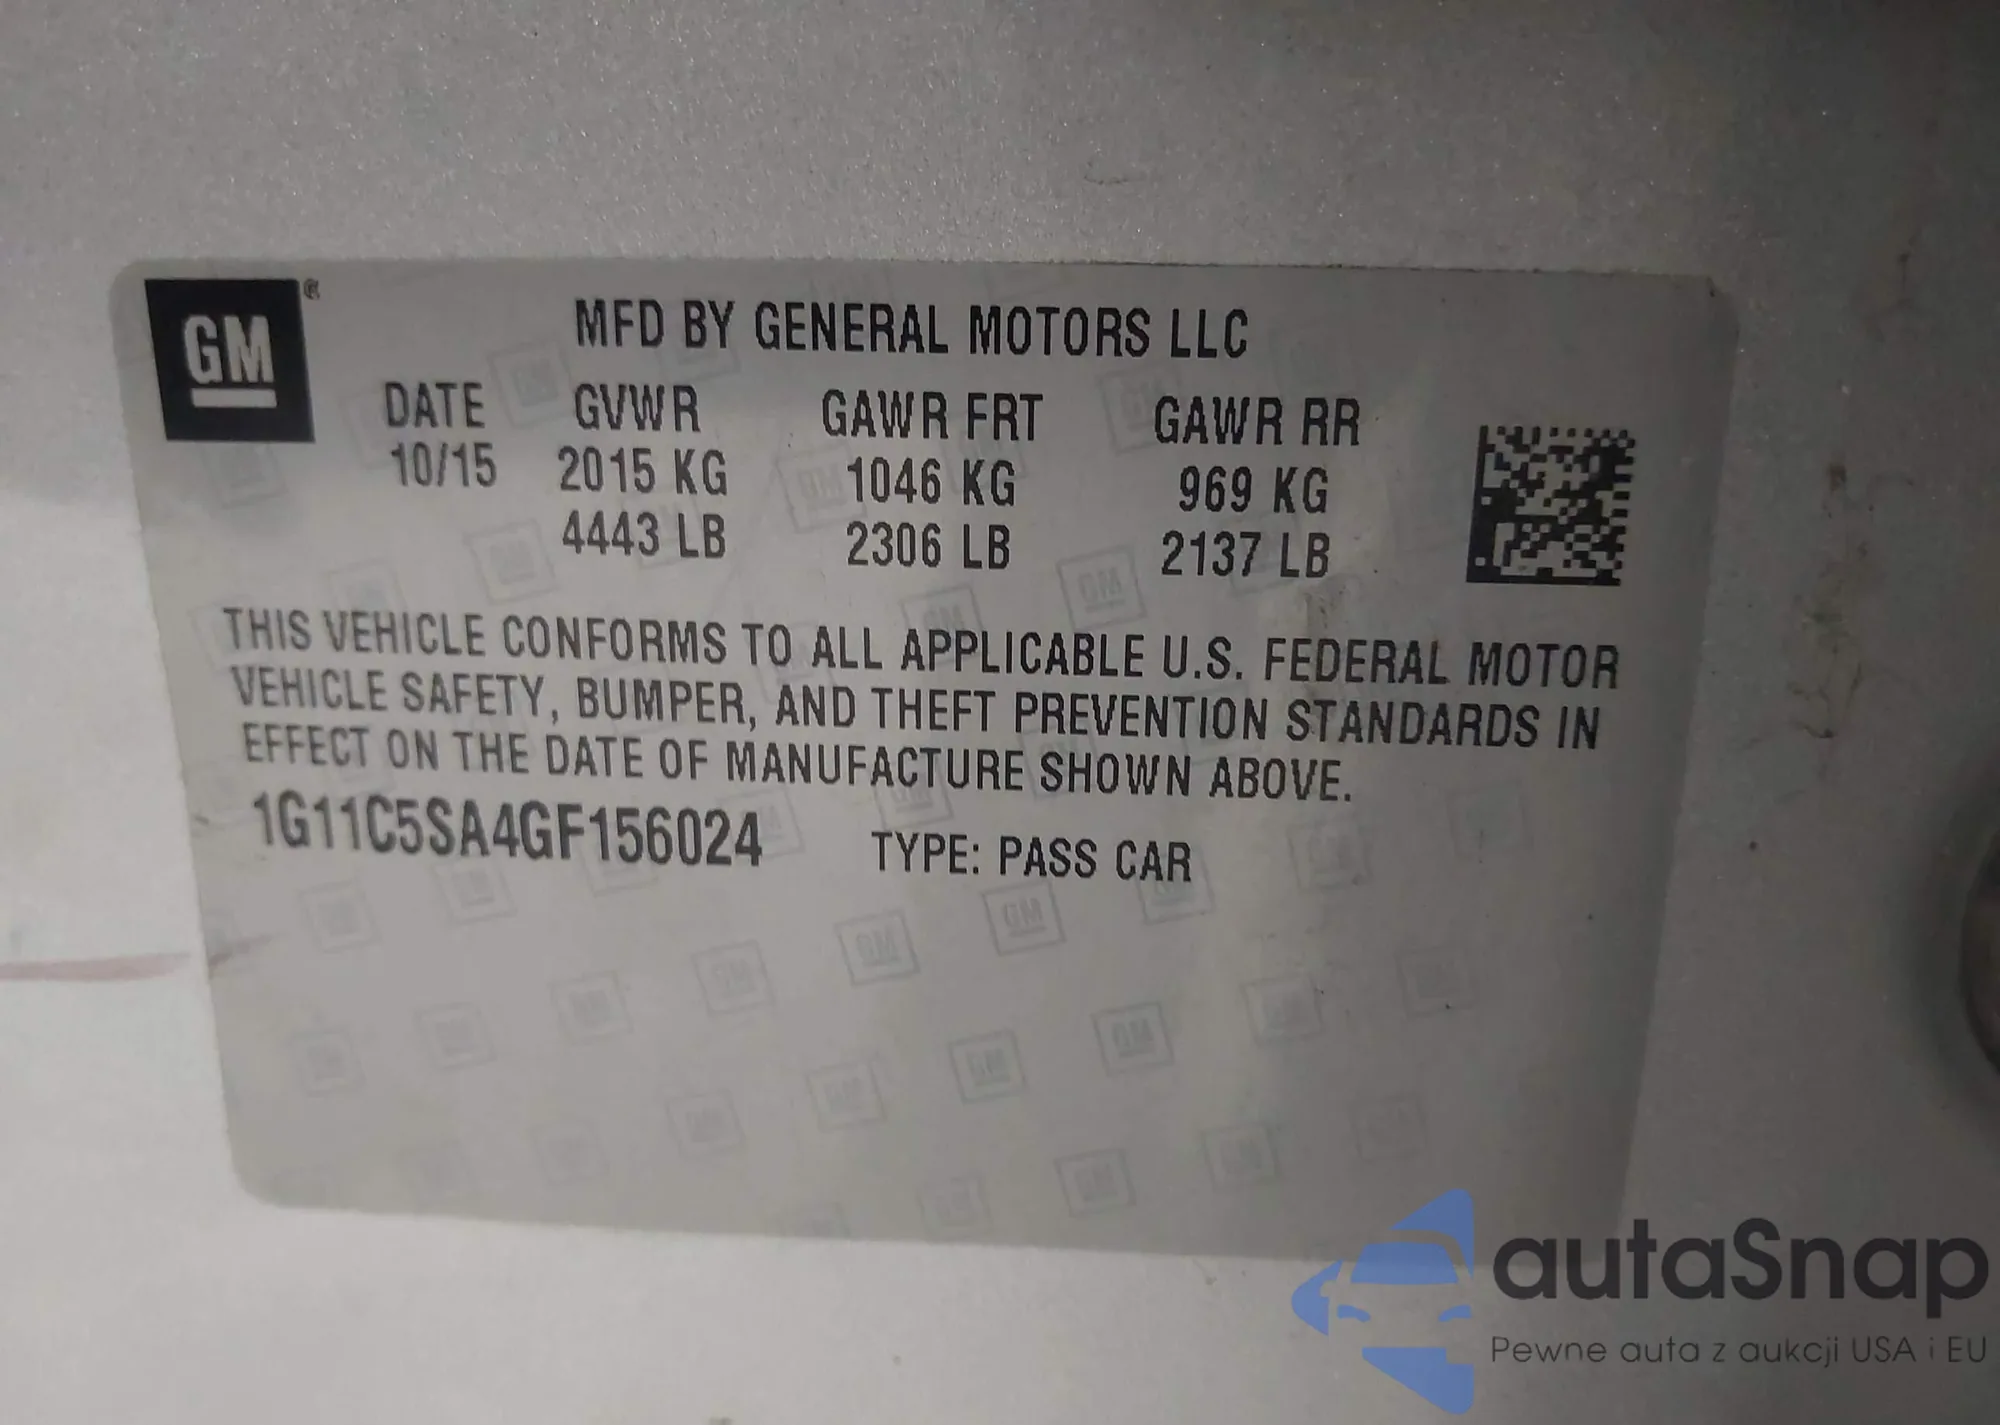 GM ®
MFD BY GENERAL MOTORS LLC
DATE GVWR GAWR FRT GAWR RR
10/15 2015 KG 1046 KG 969 KG
4443 LB 2306 LB 2137 LB
THIS VEHICLE CONFORMS TO ALL APPLICABLE U.S. FEDERAL MOTOR
VEHICLE SAFETY, BUMPER, AND THEFT PREVENTION STANDARDS IN
EFFECT ON THE DATE OF MANUFACTURE SHOWN ABOVE.
1G11C5SA4GF156024 TYPE: PASS CAR
autaSnap
Pewne auta z aukcji USA i EU